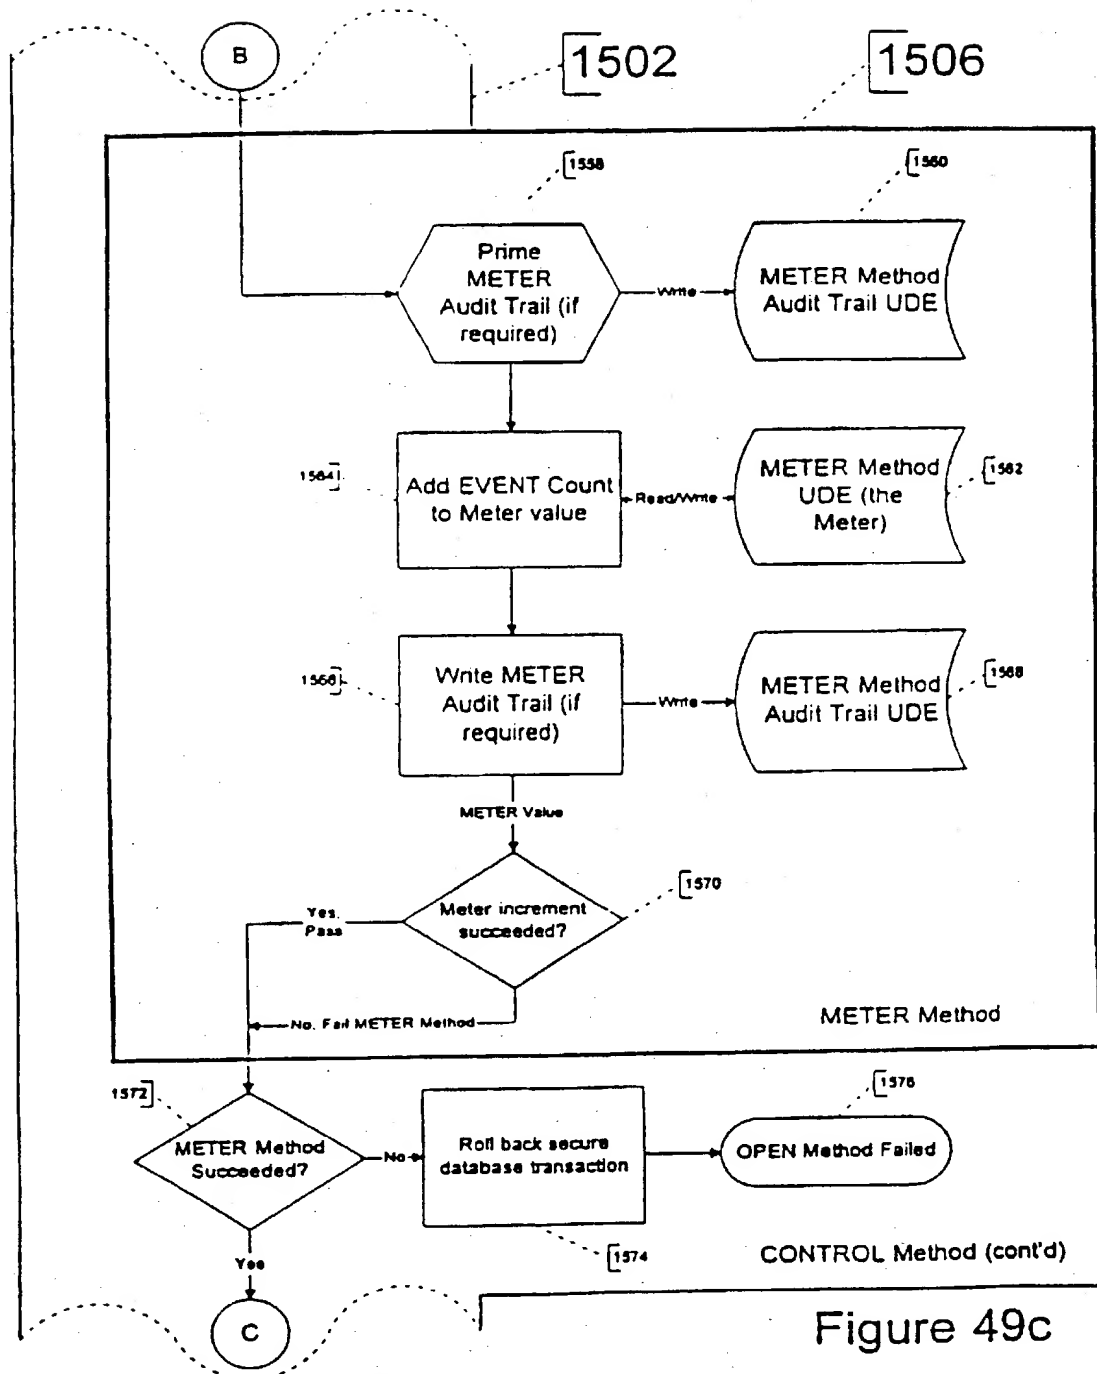 B
1502
1506
1558
1560
Prime
METER
Audit Trail (if
required)
Write
METER Method
Audit Trail UDE
1564
Add EVENT Count
to Meter value
Read/Write
METER Method
UDE (the
Meter)
1562
1566
Write METER
Audit Trail (if
required)
Write
METER Method
Audit Trail UDE
1568
METER Value
Meter increment
succeeded?
1570
Yes.
Pass
No. Fail METER Method
METER Method
1572
METER Method
Succeeded?
No
Roll back secure
database transaction
1576
OPEN Method Failed
1574
Yes
CONTROL Method (cont'd)
C
Figure 49c